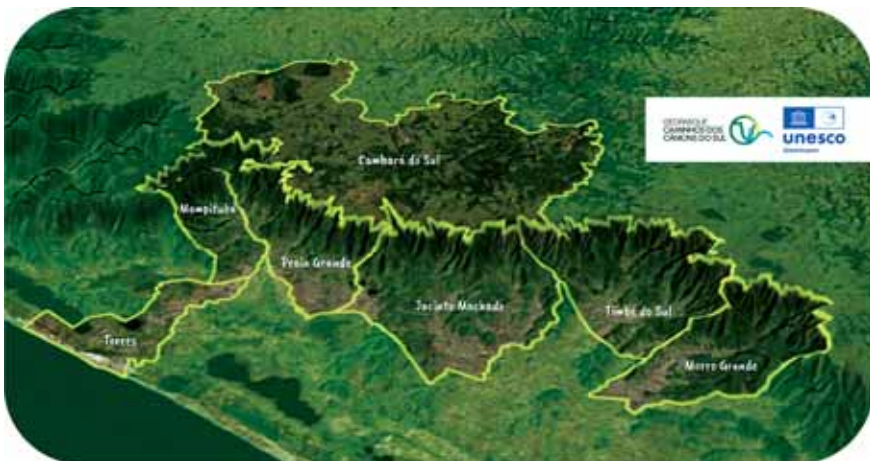 GEOPARQUE
CAMINHOS DOS
CÂNIONS DO SUL
unesco
Cambará do Sul
Mampituba
Praia Grande
Jacinto Machado
Timbé do Sul
Torres
Morro Grande